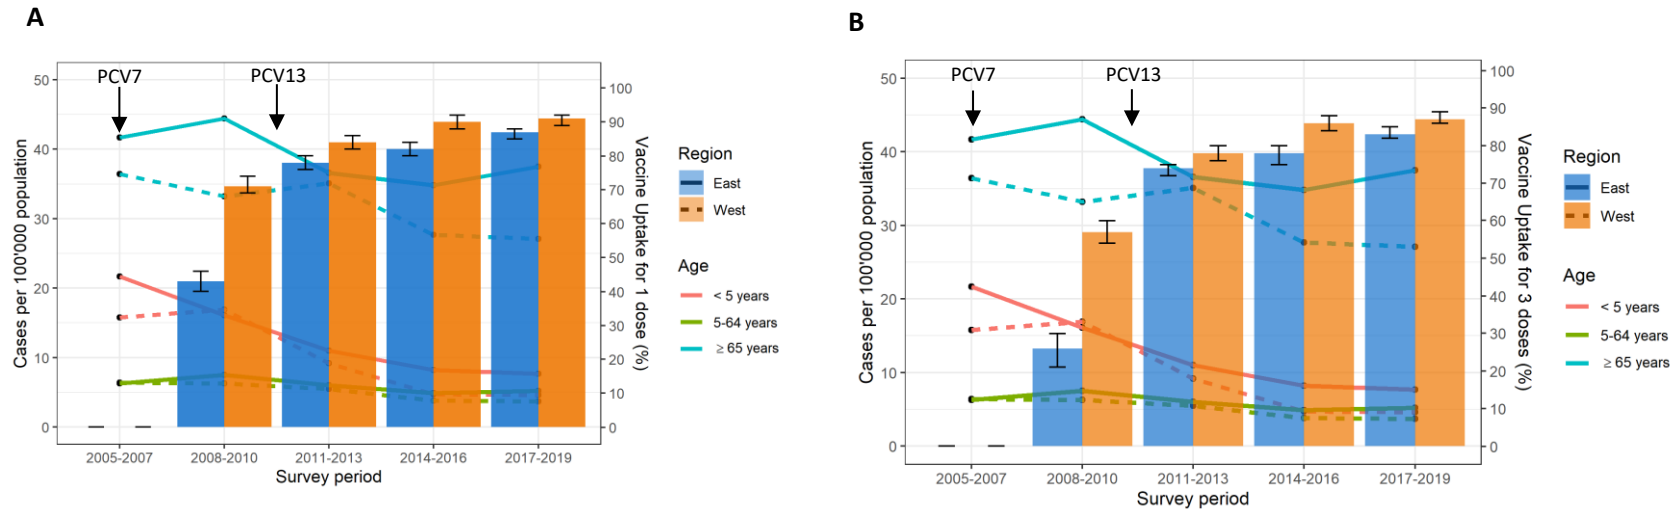 A
PCV7
PCV13
50
40
30
20
10
0
Cases per 100'000 population
100
90
80
70
60
50
40
30
20
10
0
Vaccine Uptake for 1 dose (%)
2005-2007
2008-2010
2011-2013
2014-2016
2017-2019
Survey period
Region
East
West
Age
< 5 years
5-64 years
≥ 65 years
B
PCV7
PCV13
50
40
30
20
10
0
Cases per 100'000 population
100
90
80
70
60
50
40
30
20
10
0
Vaccine Uptake for 3 doses (%)
2005-2007
2008-2010
2011-2013
2014-2016
2017-2019
Survey period
Region
East
West
Age
< 5 years
5-64 years
≥ 65 years